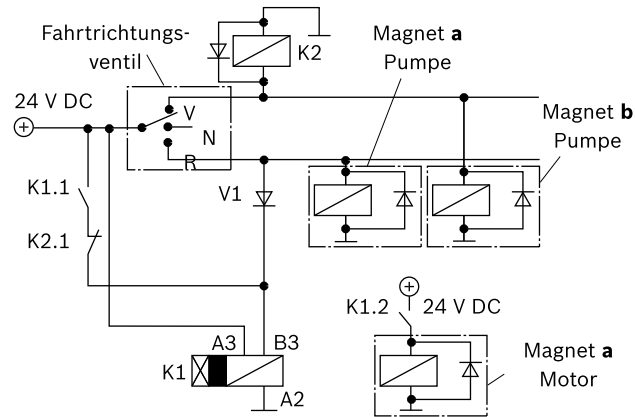 Fahrtrichtungs-
ventil
K2
Magnet a
Pumpe
24 V DC
V
N
R
Magnet b
Pumpe
K1.1
V1
K2.1
K1.2
24 V DC
A3
B3
K1
A2
Magnet a
Motor